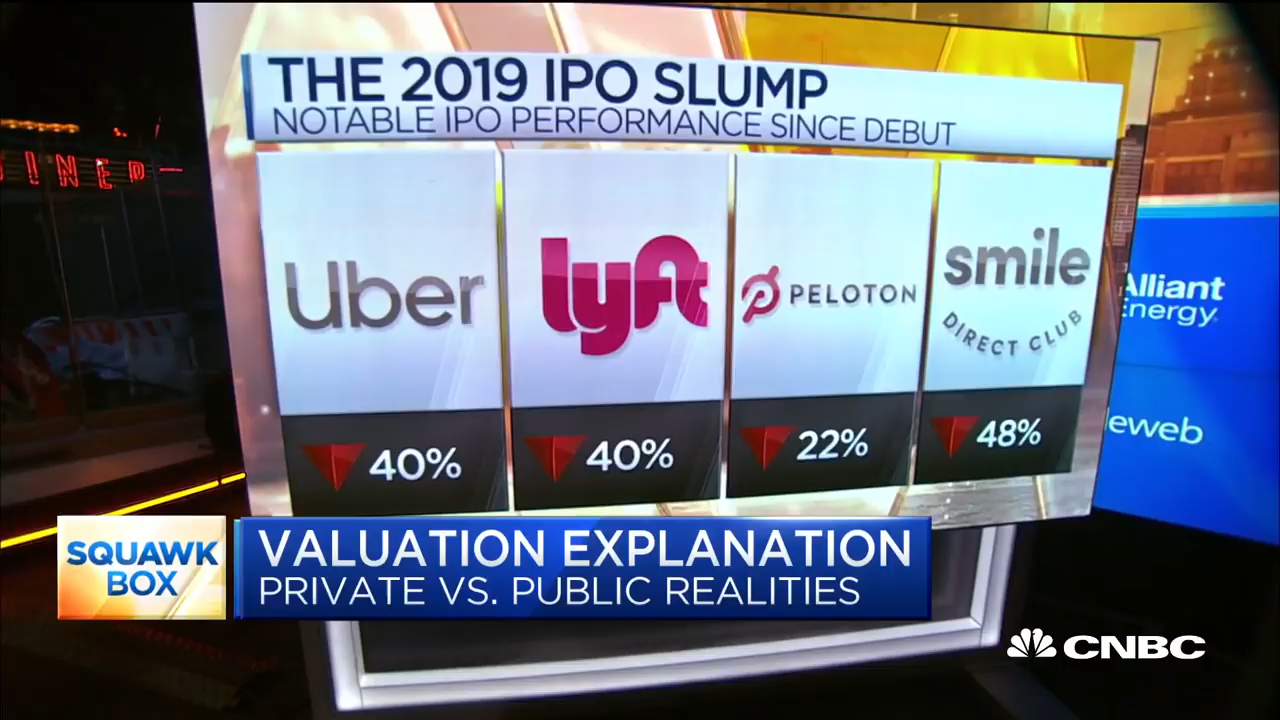 THE 2019 IPO SLUMP
NOTABLE IPO PERFORMANCE SINCE DEBUT
Uber
lyft
PELOTON
smile
DIRECT CLUB
40%
40%
22%
48%
Alliant
Energy
eweb
INER
SQUAWK
BOX
VALUATION EXPLANATION
PRIVATE VS. PUBLIC REALITIES
CNBC